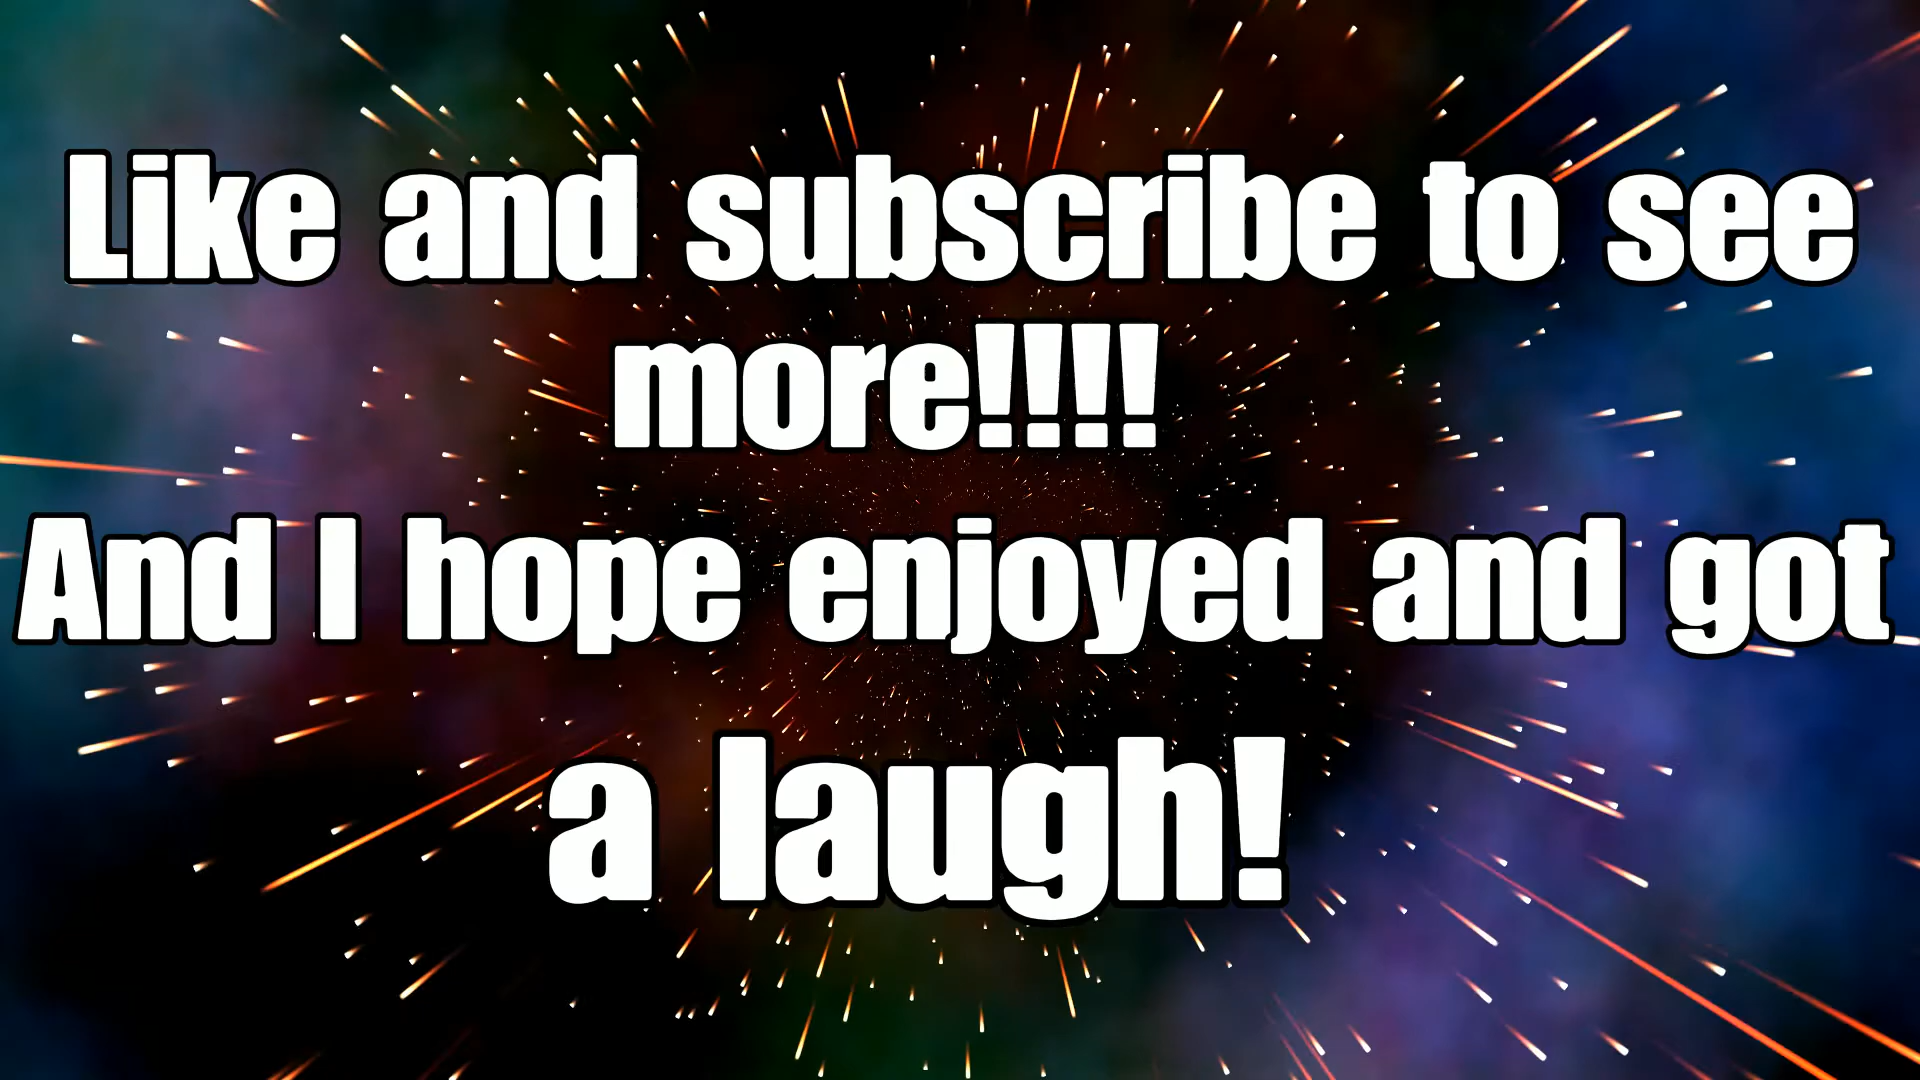 Like and subscribe to see
more!!!!
And I hope enjoyed and got
a laugh!